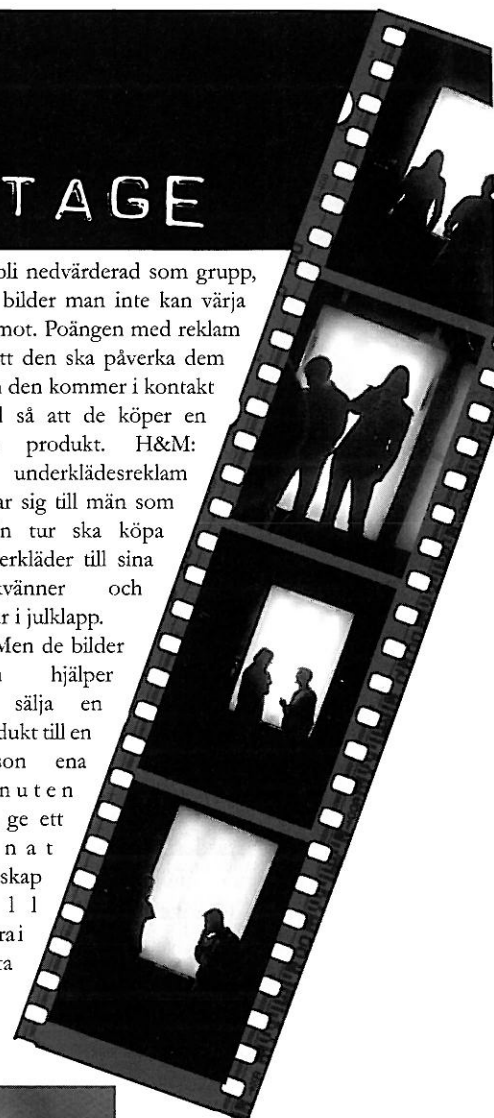 TAGE
bli nedvärderad som grupp,
bilder man inte kan värja
mot. Poängen med reklam
att den ska påverka dem
den kommer i kontakt
så att de köper en
produkt. H&M:
underklädesreklam
ar sig till män som
n tur ska köpa
erkläder till sina
kvänner och
r i julklapp.
Men de bilder
hjälper
sälja en
dukt till en
son ena
nuten
ge ett
nat
skap
ll
ra i
ta